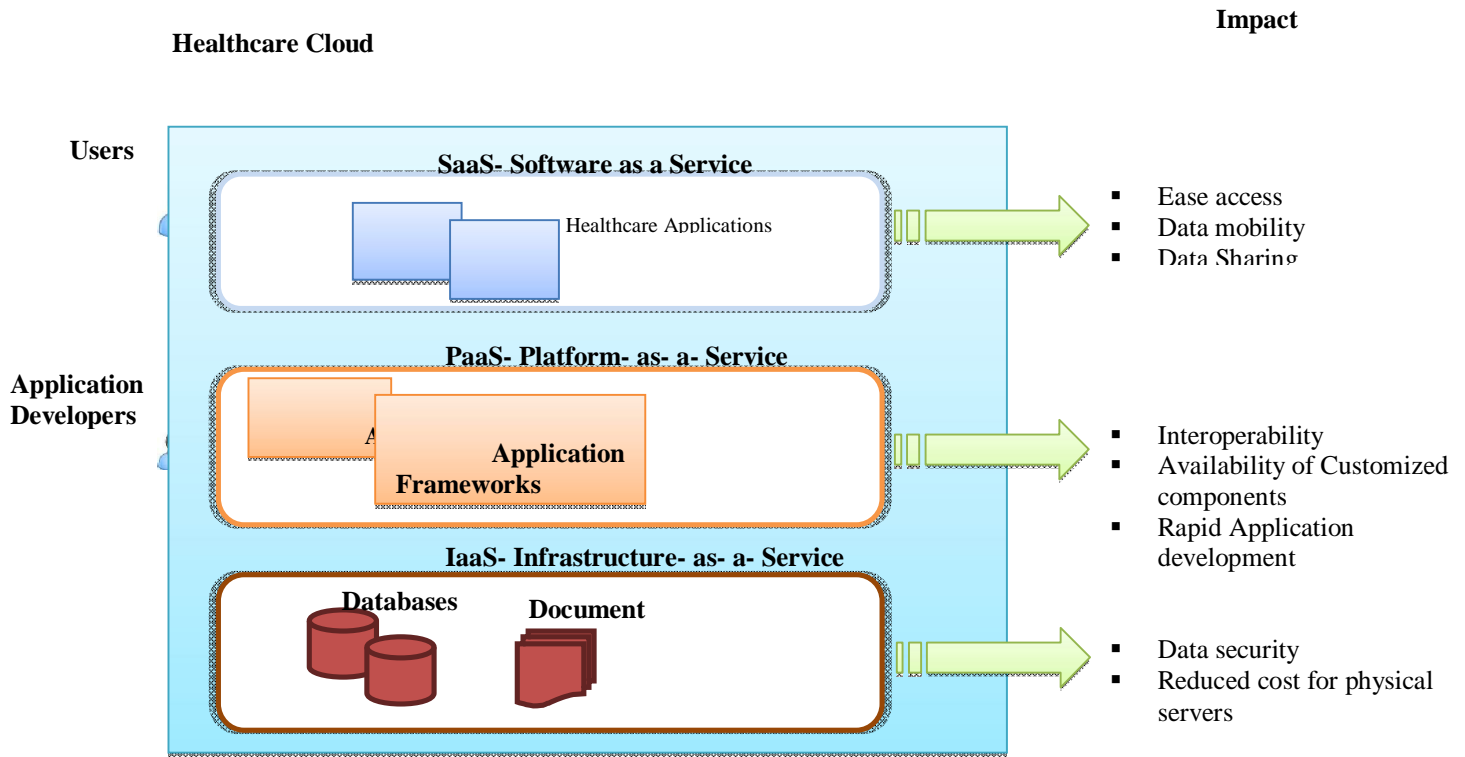 Impact
Healthcare Cloud
Users
SaaS- Software as a Service
Healthcare Applications
▪ Ease access
▪ Data mobility
▪ Data Sharing
PaaS- Platform- as- a- Service
Application
Developers
A
Application
Frameworks
▪ Interoperability
▪ Availability of Customized
components
▪ Rapid Application
development
IaaS- Infrastructure- as- a- Service
Databases
Document
▪ Data security
▪ Reduced cost for physical
servers